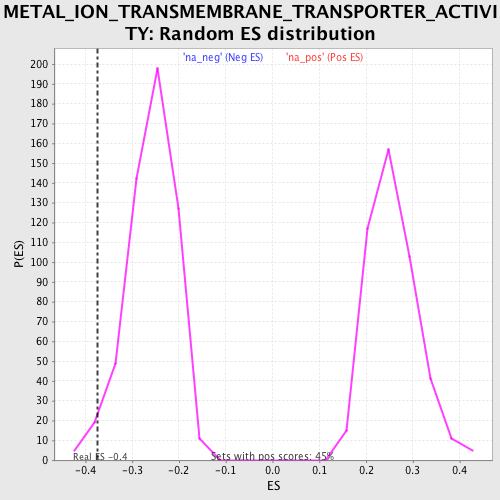 METAL_ION_TRANSMEMBRANE_TRANSPORTER_ACTIVI
TY: Random ES distribution
'na_neg' (Neg ES) 'na_pos' (Pos ES)
200
190
180
170
160
150
140
130
120
110
100
90
80
70
60
50
40
30
20
10
0
P(ES)
Real ES -0.4
Sets with pos scores: 45%
-0.4 -0.3 -0.2 -0.1 0.0 0.1 0.2 0.3 0.4
ES